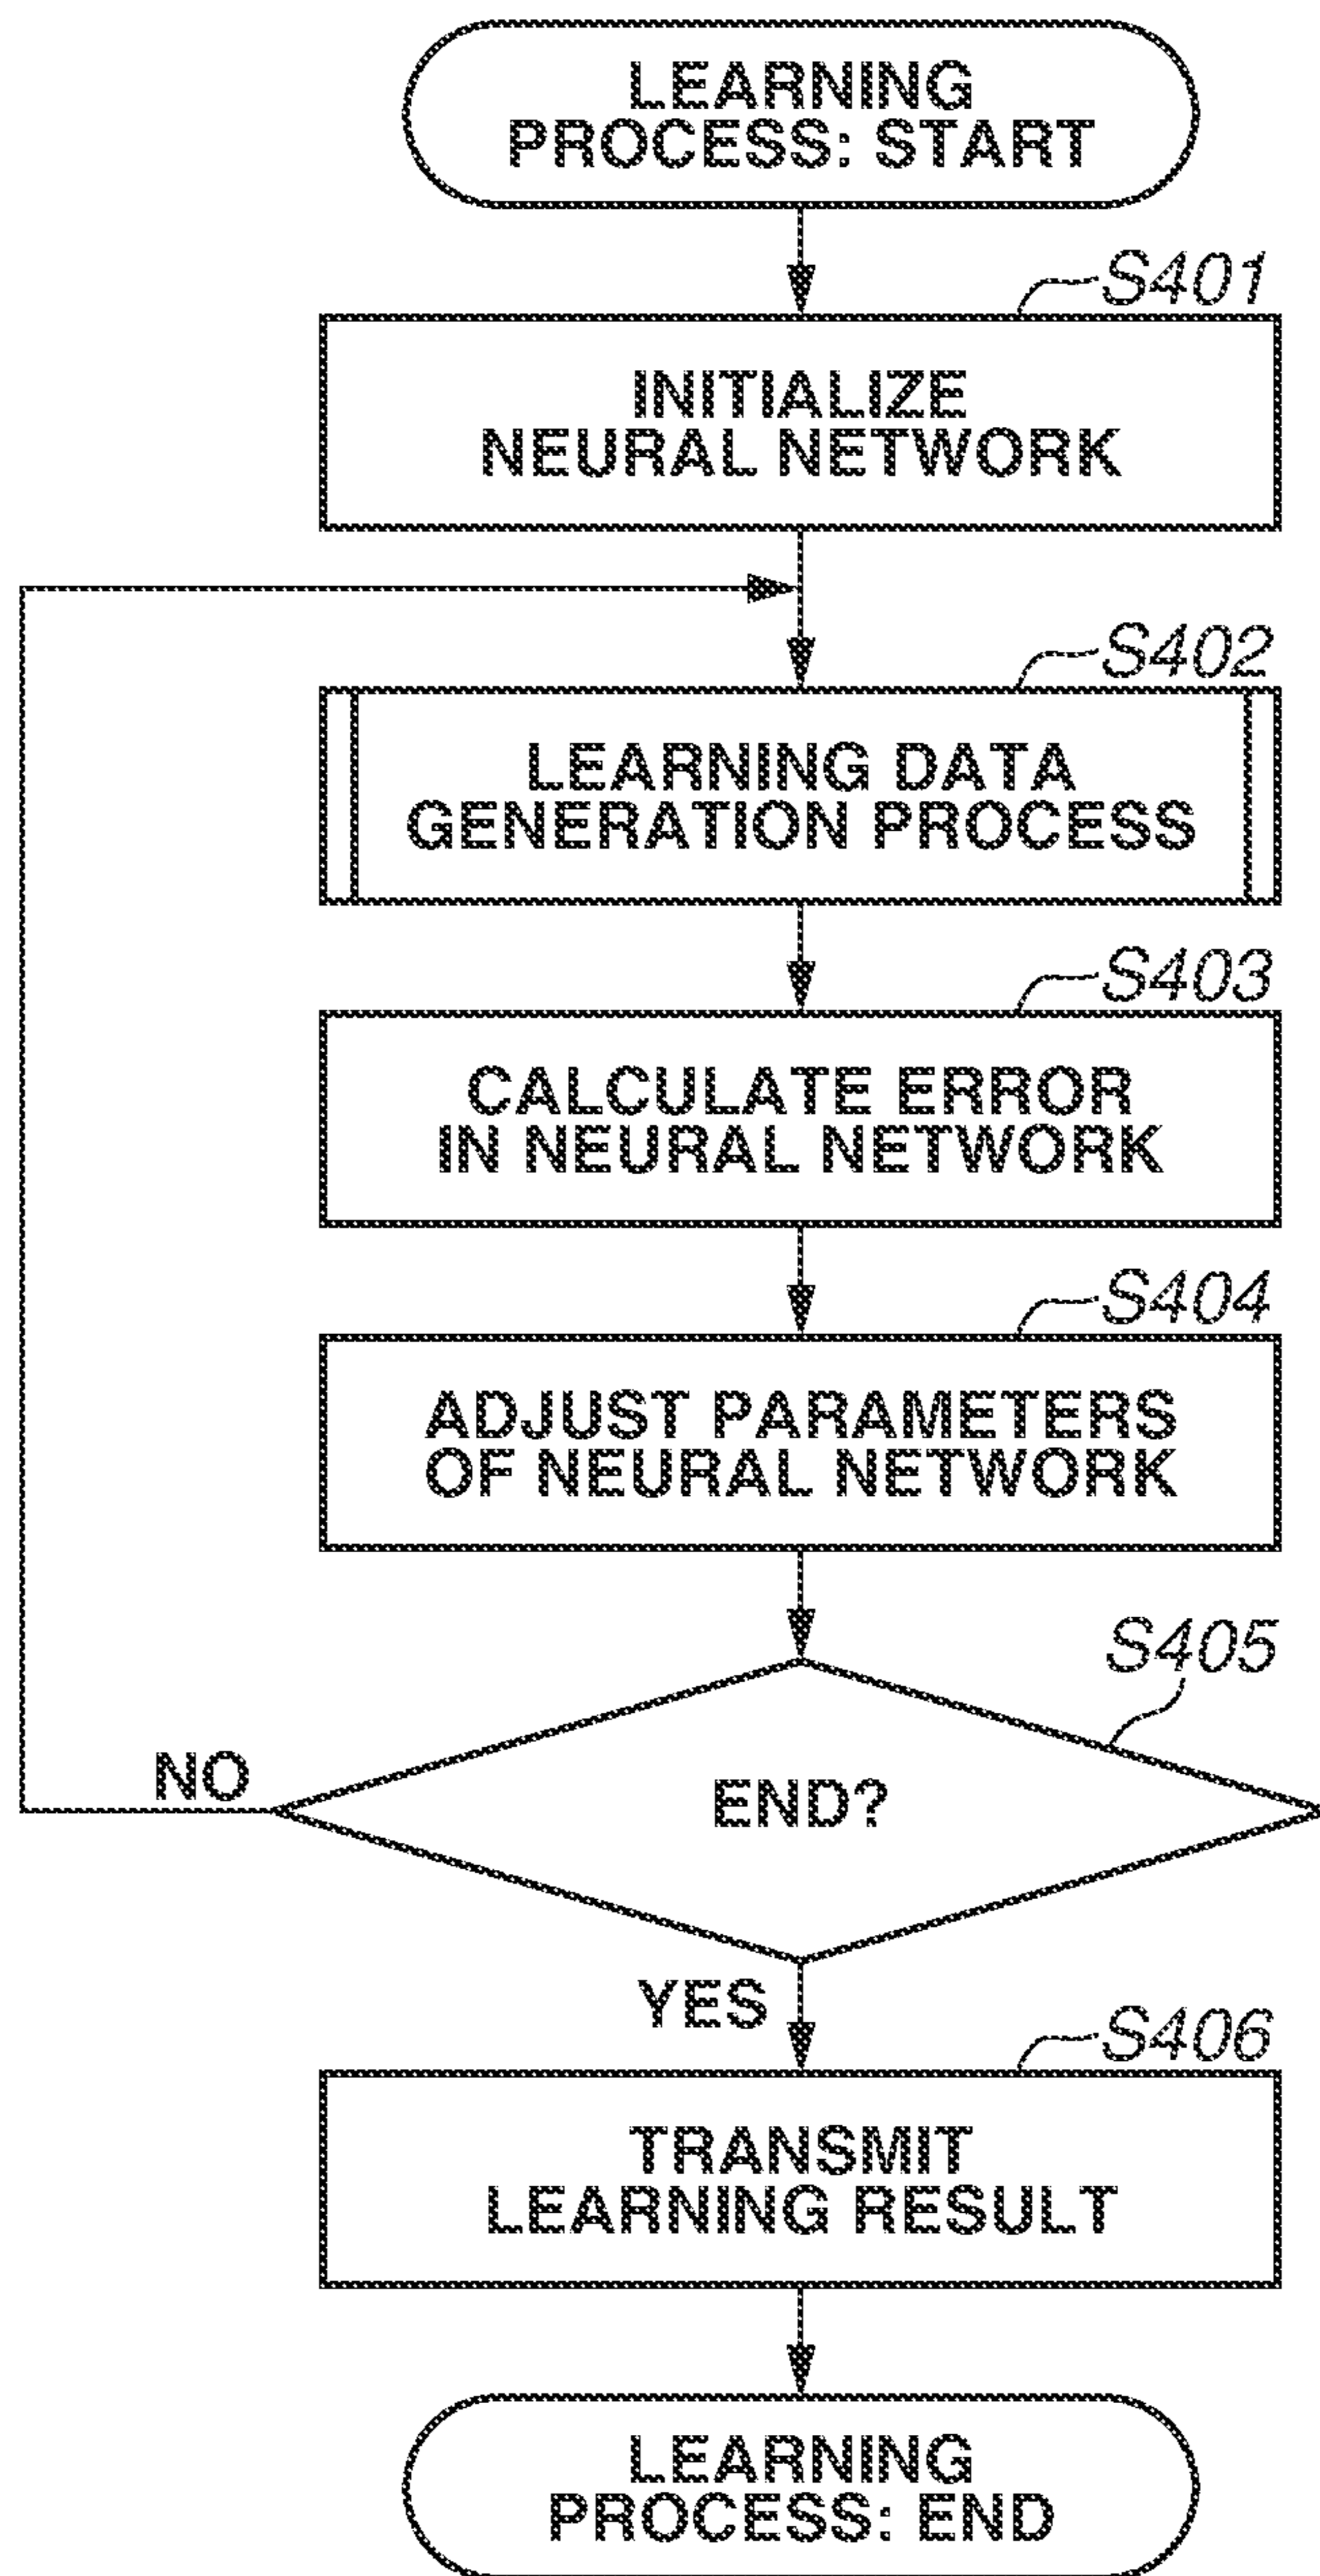 LEARNING
PROCESS: START
S401
INITIALIZE
NEURAL NETWORK
S402
LEARNING DATA
GENERATION PROCESS
S403
CALCULATE ERROR
IN NEURAL NETWORK
S404
ADJUST PARAMETERS
OF NEURAL NETWORK
S405
NO
END?
YES
S406
TRANSMIT
LEARNING RESULT
LEARNING
PROCESS: END